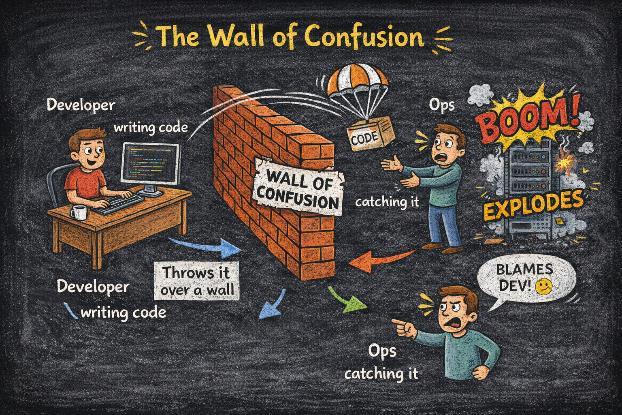 The Wall of Confusion
Developer
writing code
Ops
BOOM!
CODE
WALL OF
CONFUSION
catching it
EXPLODES
Throws it
over a wall
BLAMES
DEV!
Developer
writing code
Ops
catching it